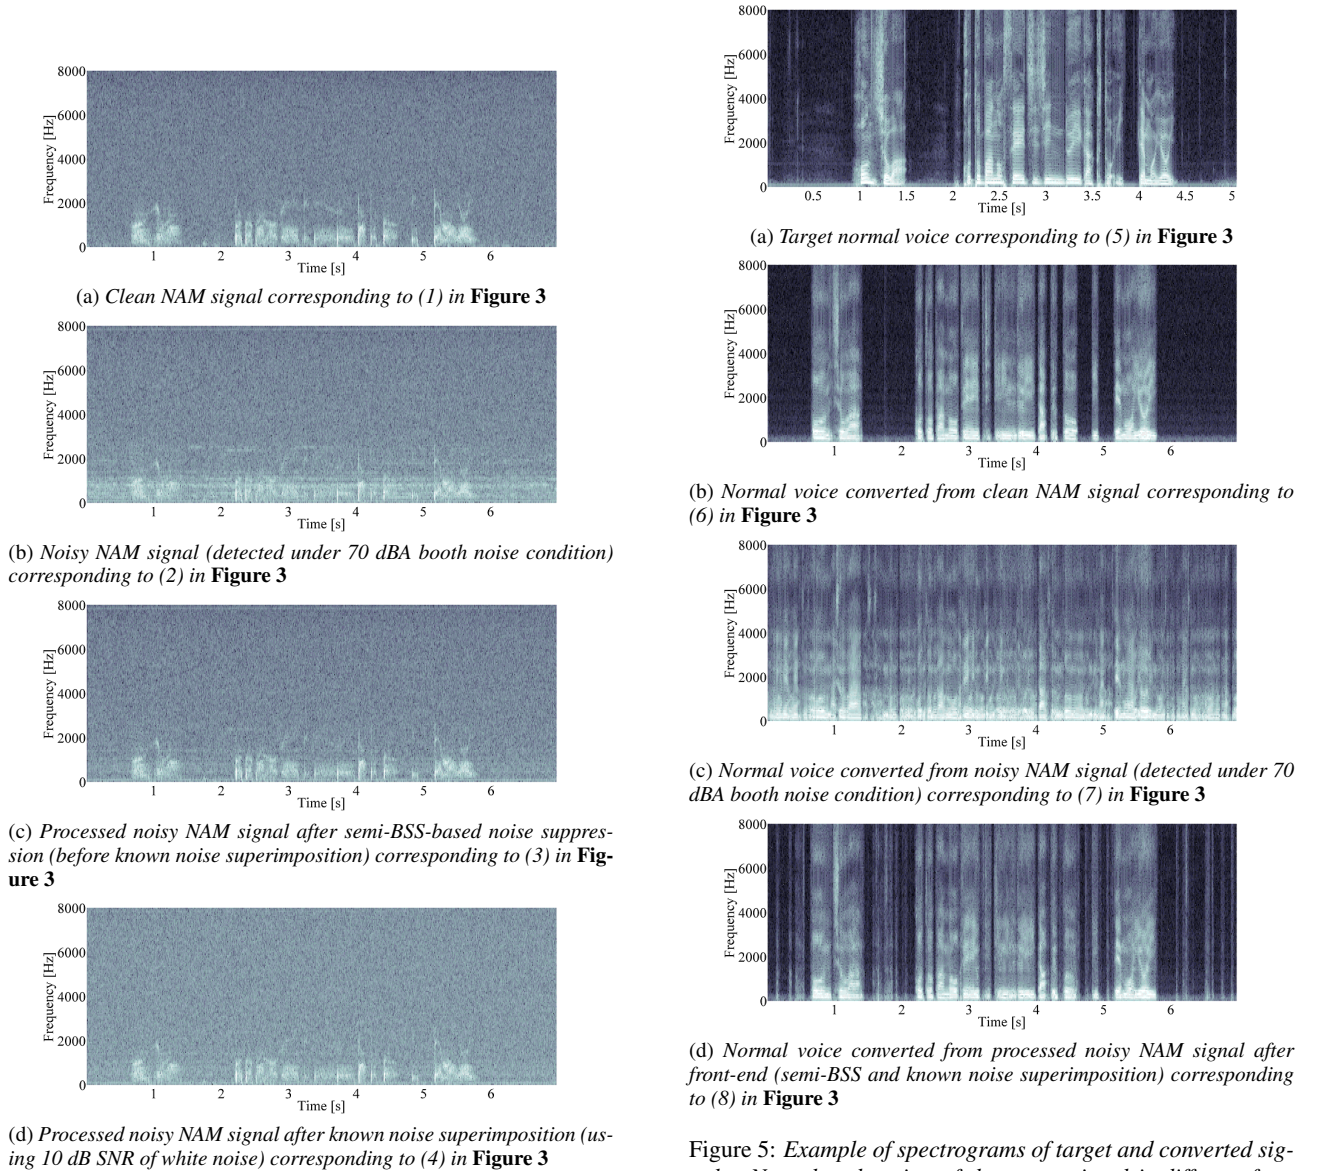 8000
6000
4000
2000
0
Frequency [Hz]
1 2 3 4 5 6
Time [s]
(a) Clean NAM signal corresponding to (1) in Figure 3
8000
6000
4000
2000
0
Frequency [Hz]
1 2 3 4 5 6
Time [s]
(b) Noisy NAM signal (detected under 70 dBA booth noise condition)
corresponding to (2) in Figure 3
8000
6000
4000
2000
0
Frequency [Hz]
1 2 3 4 5 6
Time [s]
(c) Processed noisy NAM signal after semi-BSS-based noise suppres-
sion (before known noise superimposition) corresponding to (3) in Fig-
ure 3
8000
6000
4000
2000
0
Frequency [Hz]
1 2 3 4 5 6
Time [s]
(d) Processed noisy NAM signal after known noise superimposition (us-
ing 10 dB SNR of white noise) corresponding to (4) in Figure 3
8000
6000
4000
2000
0
Frequency [Hz]
0.5 1 1.5 2 2.5 3 3.5 4 4.5 5
Time [s]
(a) Target normal voice corresponding to (5) in Figure 3
8000
6000
4000
2000
0
Frequency [Hz]
1 2 3 4 5 6
Time [s]
(b) Normal voice converted from clean NAM signal corresponding to
(6) in Figure 3
8000
6000
4000
2000
0
Frequency [Hz]
1 2 3 4 5 6
Time [s]
(c) Normal voice converted from noisy NAM signal (detected under 70
dBA booth noise condition) corresponding to (7) in Figure 3
8000
6000
4000
2000
0
Frequency [Hz]
1 2 3 4 5 6
Time [s]
(d) Normal voice converted from processed noisy NAM signal after
front-end (semi-BSS and known noise superimposition) corresponding
to (8) in Figure 3
Figure 5: Example of spectrograms of target and converted sig-